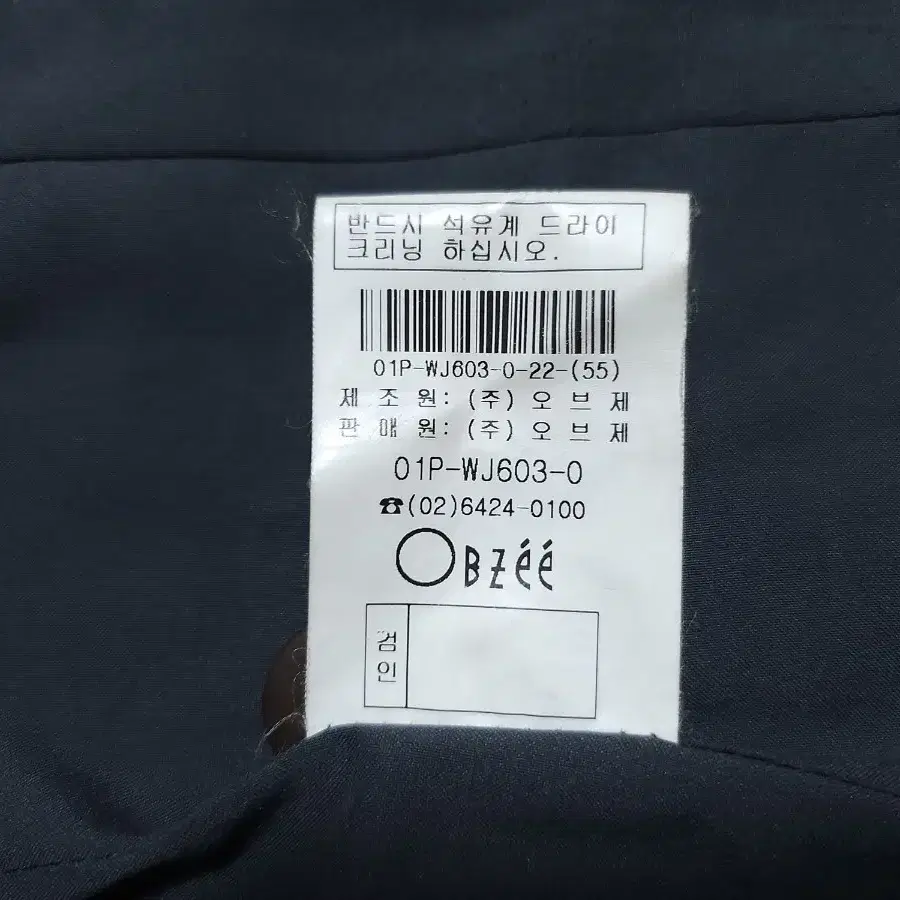 반드시 석유계 드라이
크리닝 하십시오.
01P-WJ603-0-22-(55)
제 조 원: (주) 오 브 제
판 매 원: (주) 오 브 제
01P-WJ603-0
☎(02)6424-0100
OBZéé
검
인